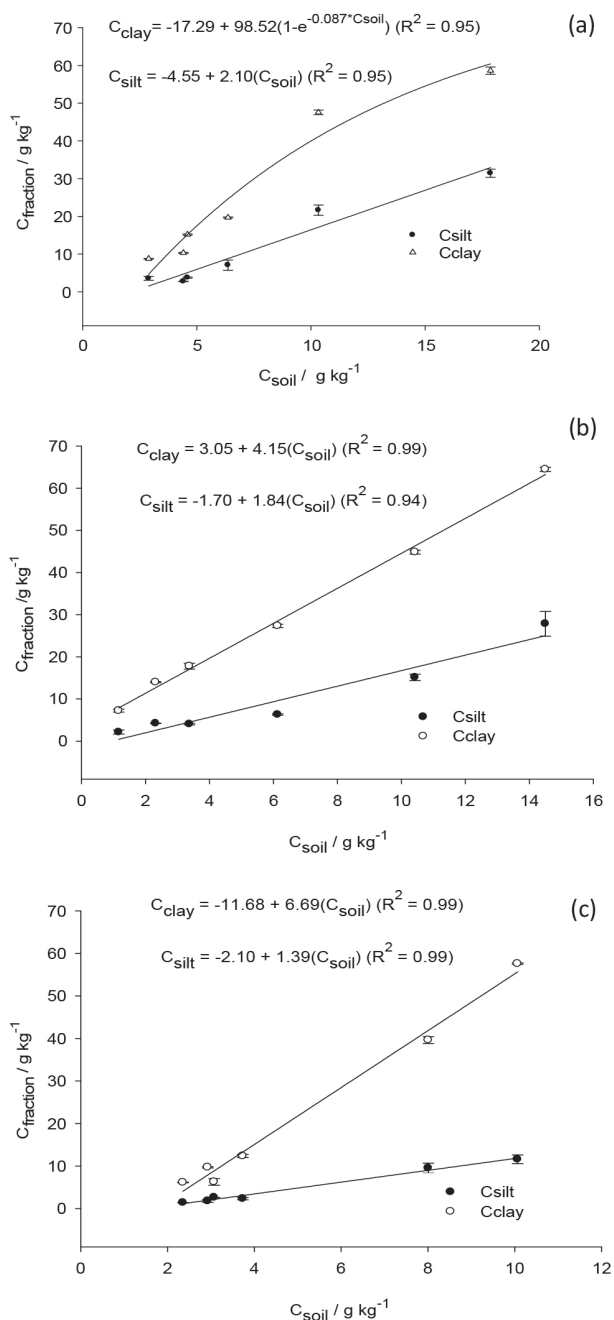 (a)
C_clay = -17.29 + 98.52(1-e^-0.087*Csoil) (R^2 = 0.95)
C_silt = -4.55 + 2.10(C_soil) (R^2 = 0.95)
70
60
50
40
30
20
10
0
C_fraction / g kg^-1
Csilt
Cclay
0 5 10 15 20
C_soil / g kg^-1
(b)
C_clay = 3.05 + 4.15(C_soil) (R^2 = 0.99)
C_silt = -1.70 + 1.84(C_soil) (R^2 = 0.94)
70
60
50
40
30
20
10
0
C_fraction /g kg^-1
Csilt
Cclay
0 2 4 6 8 10 12 14 16
C_soil / g kg^-1
(c)
C_clay = -11.68 + 6.69(C_soil) (R^2 = 0.99)
C_silt = -2.10 + 1.39(C_soil) (R^2 = 0.99)
70
60
50
40
30
20
10
0
C_fraction /g kg^-1
Csilt
Cclay
0 2 4 6 8 10 12
C_soil / g kg^-1